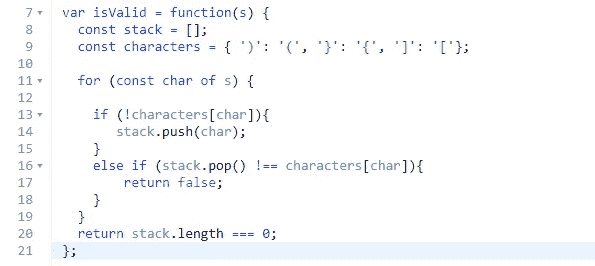 7 var isValid = function(s) {
8 const stack = [];
9 const characters = { ')': '(', '}': '{', ']': '['};
10
11 for (const char of s) {
12
13 if (!characters[char]){
14 stack.push(char);
15 }
16 else if (stack.pop() !== characters[char]){
17 return false;
18 }
19 }
20 return stack.length === 0;
21 };